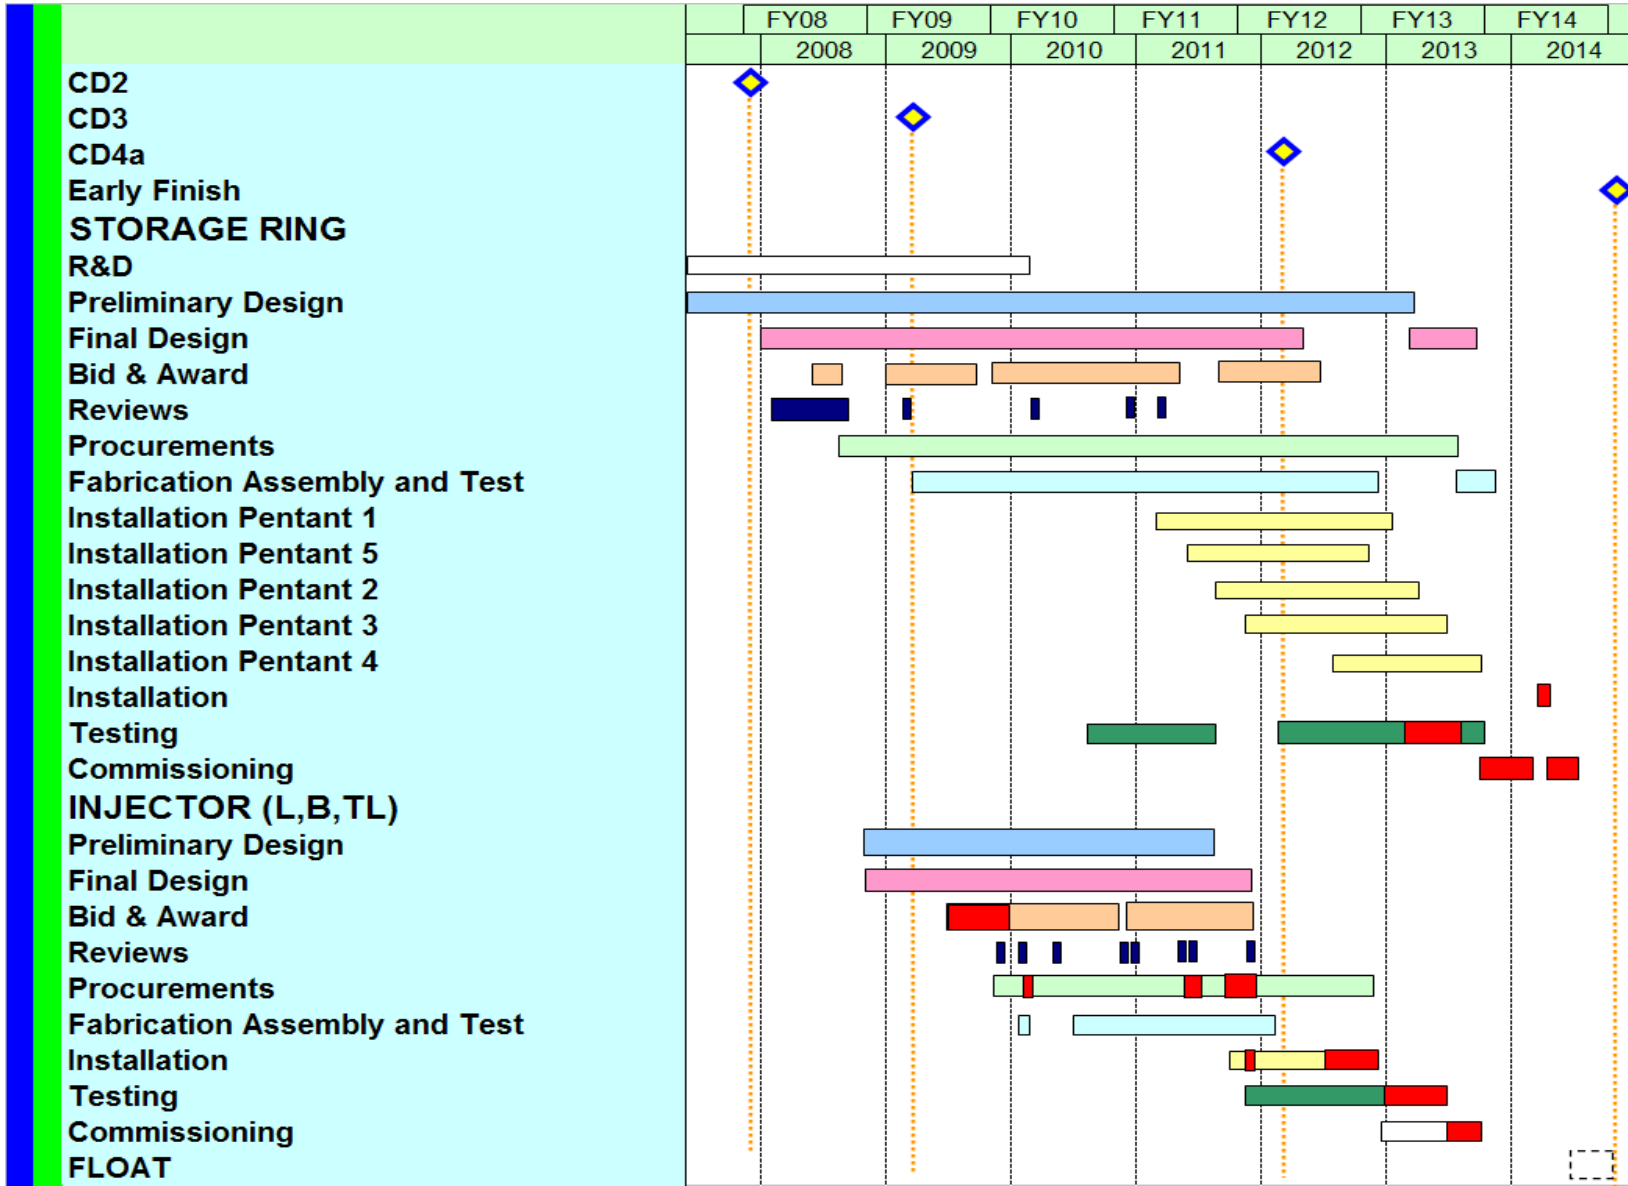 FY08 FY09 FY10 FY11 FY12 FY13 FY14
2008 2009 2010 2011 2012 2013 2014
CD2
CD3
CD4a
Early Finish
STORAGE RING
R&D
Preliminary Design
Final Design
Bid & Award
Reviews
Procurements
Fabrication Assembly and Test
Installation Pentant 1
Installation Pentant 5
Installation Pentant 2
Installation Pentant 3
Installation Pentant 4
Installation
Testing
Commissioning
INJECTOR (L,B,TL)
Preliminary Design
Final Design
Bid & Award
Reviews
Procurements
Fabrication Assembly and Test
Installation
Testing
Commissioning
FLOAT